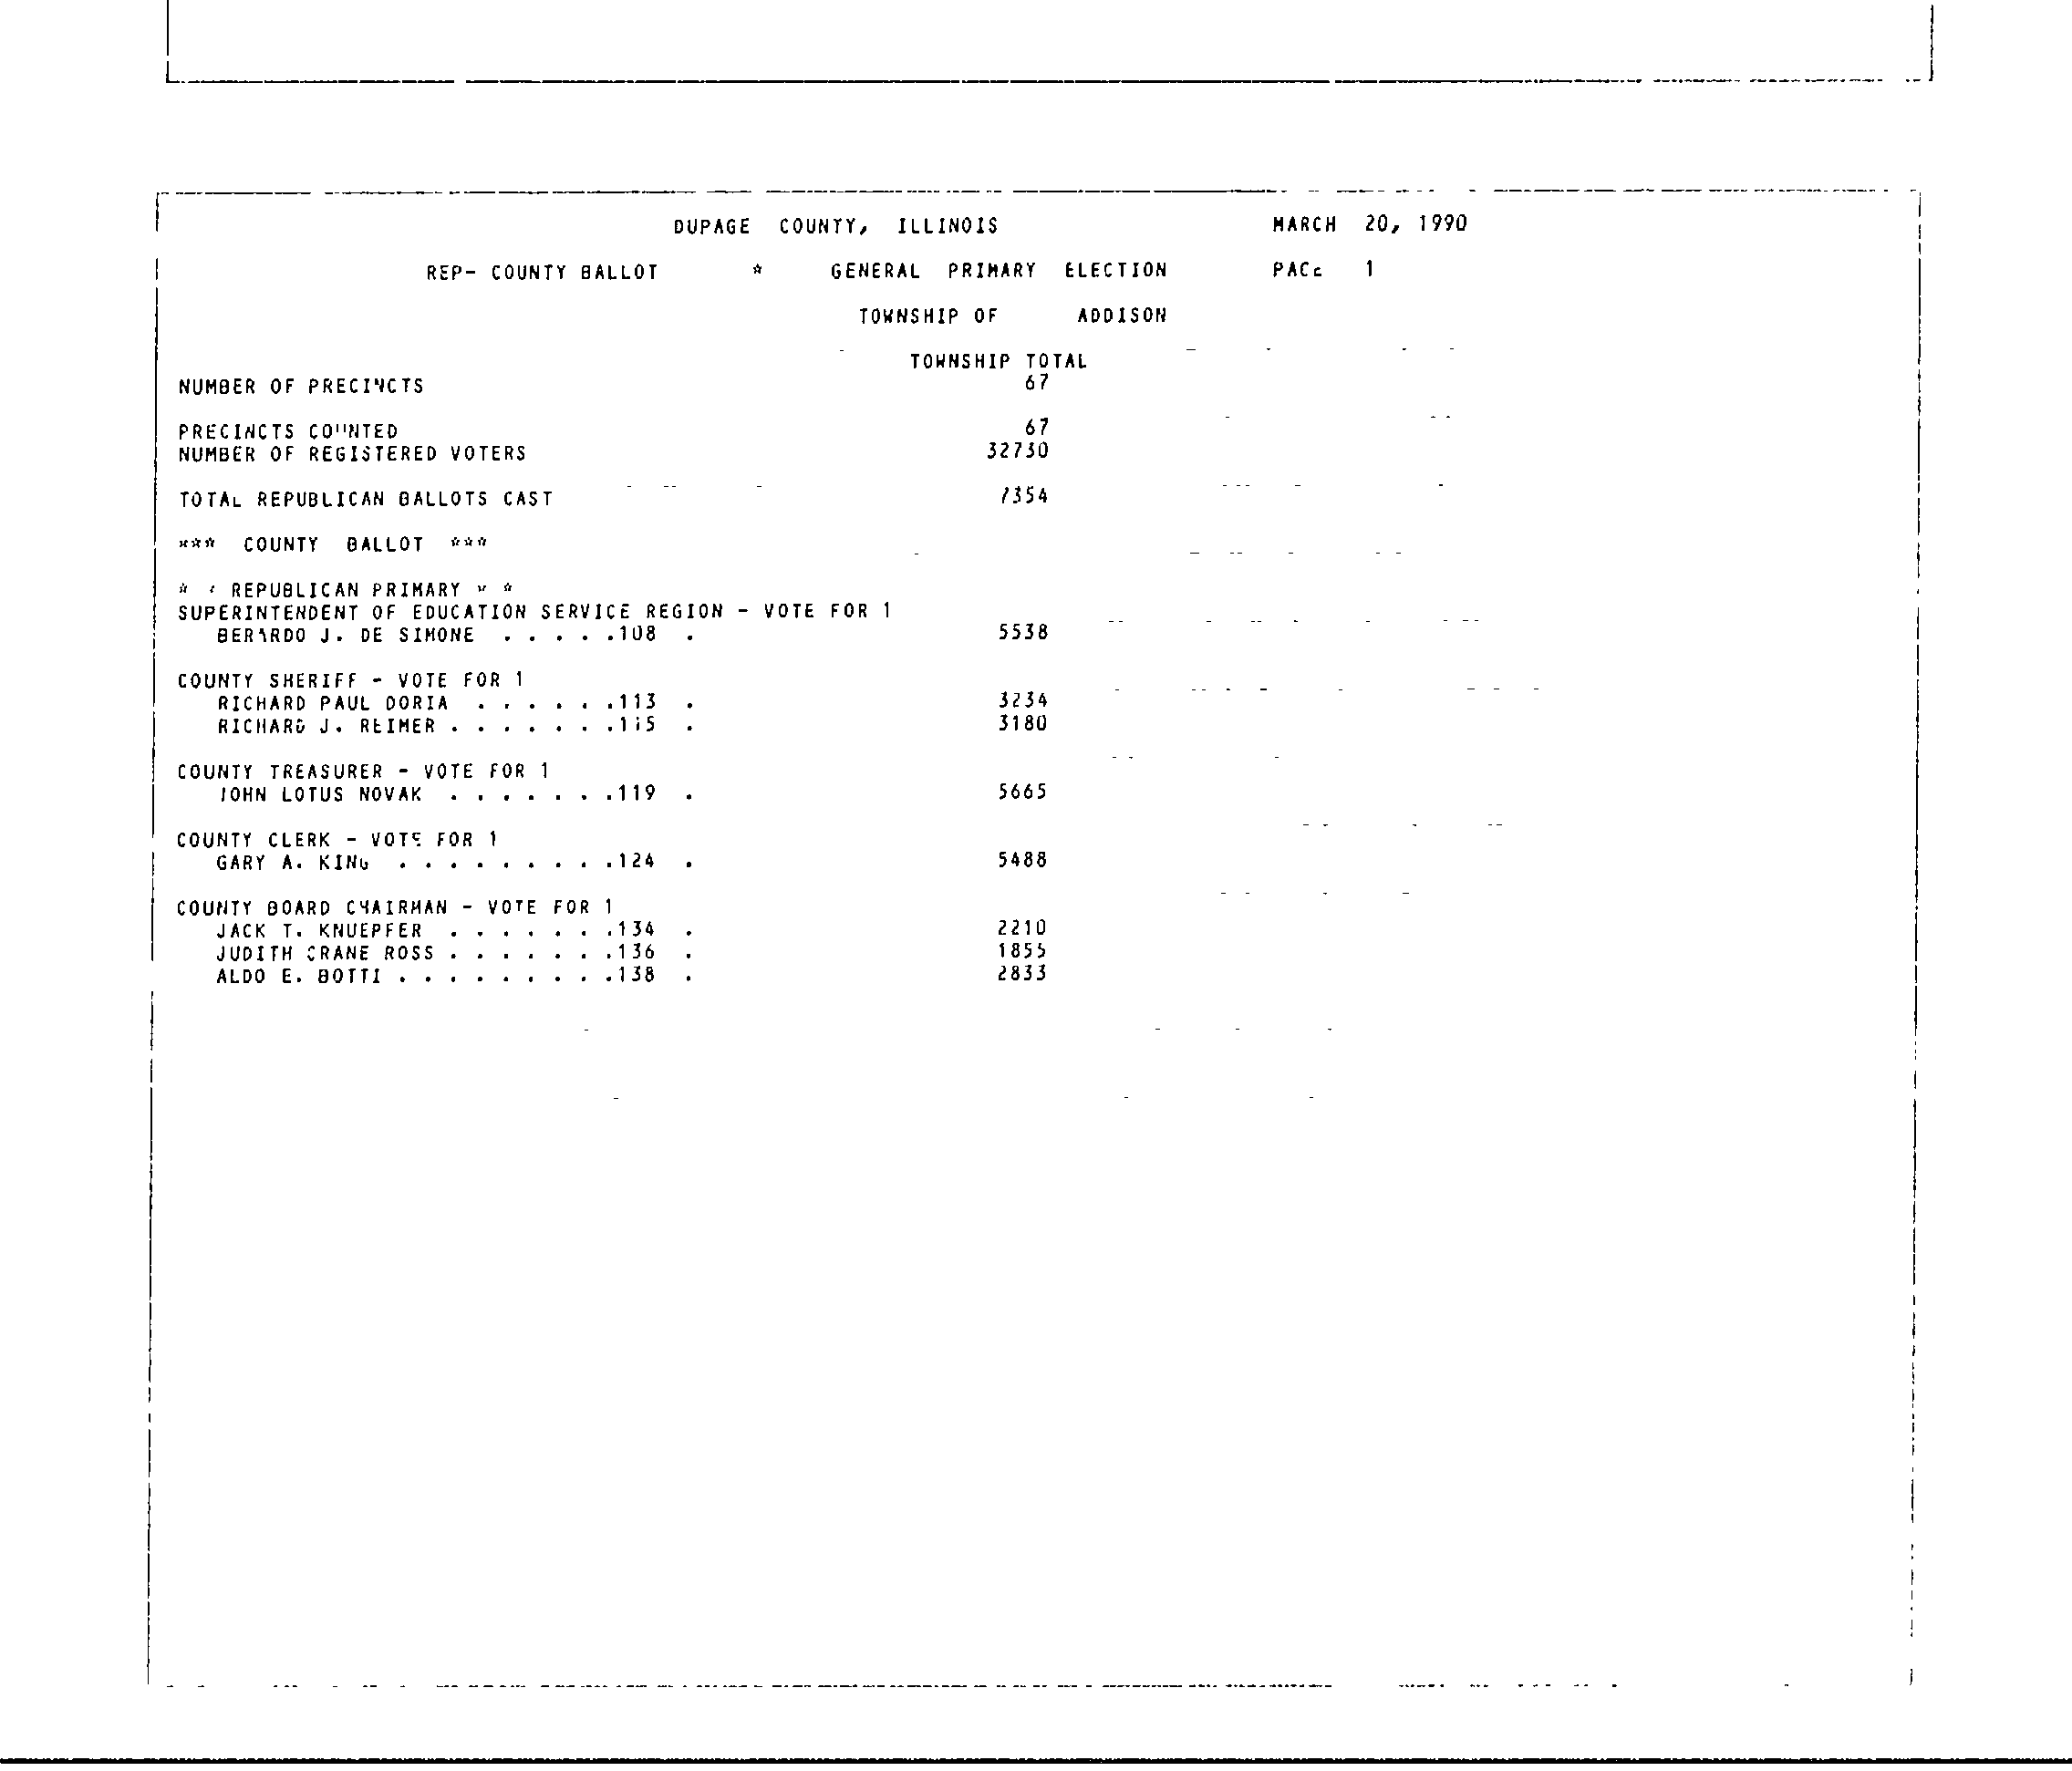 DUPAGE COUNTY, ILLINOIS MARCH 20, 1990
REP- COUNTY BALLOT * GENERAL PRIMARY ELECTION PAGE 1
TOWNSHIP OF ADDISON
TOWNSHIP TOTAL
NUMBER OF PRECINCTS 67
PRECINCTS COUNTED 67
NUMBER OF REGISTERED VOTERS 32730
TOTAL REPUBLICAN BALLOTS CAST 7354
*** COUNTY BALLOT ***
* * REPUBLICAN PRIMARY * *
SUPERINTENDENT OF EDUCATION SERVICE REGION - VOTE FOR 1
BERARDO J. DE SIMONE . . . . .108 . 5538
COUNTY SHERIFF - VOTE FOR 1
RICHARD PAUL DORIA . . . . . .113 . 3234
RICHARD J. REIMER . . . . . . .115 . 3180
COUNTY TREASURER - VOTE FOR 1
JOHN LOTUS NOVAK . . . . . . .119 . 5665
COUNTY CLERK - VOTE FOR 1
GARY A. KING . . . . . . . . .124 . 5488
COUNTY BOARD CHAIRMAN - VOTE FOR 1
JACK T. KNUEPFER . . . . . . .134 . 2210
JUDITH CRANE ROSS . . . . . . .136 . 1855
ALDO E. BOTTI . . . . . . . . .138 . 2833